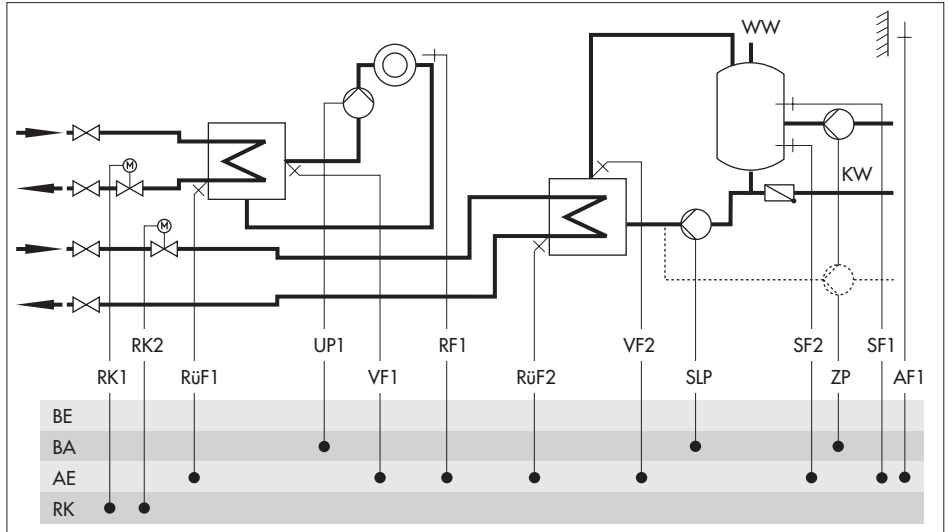 WW
M
KW
M
RK2 UP1 RF1 VF2 SF2 SF1
RK1 RüF1 VF1 RüF2 SLP ZP AF1
BE
BA
AE
RK